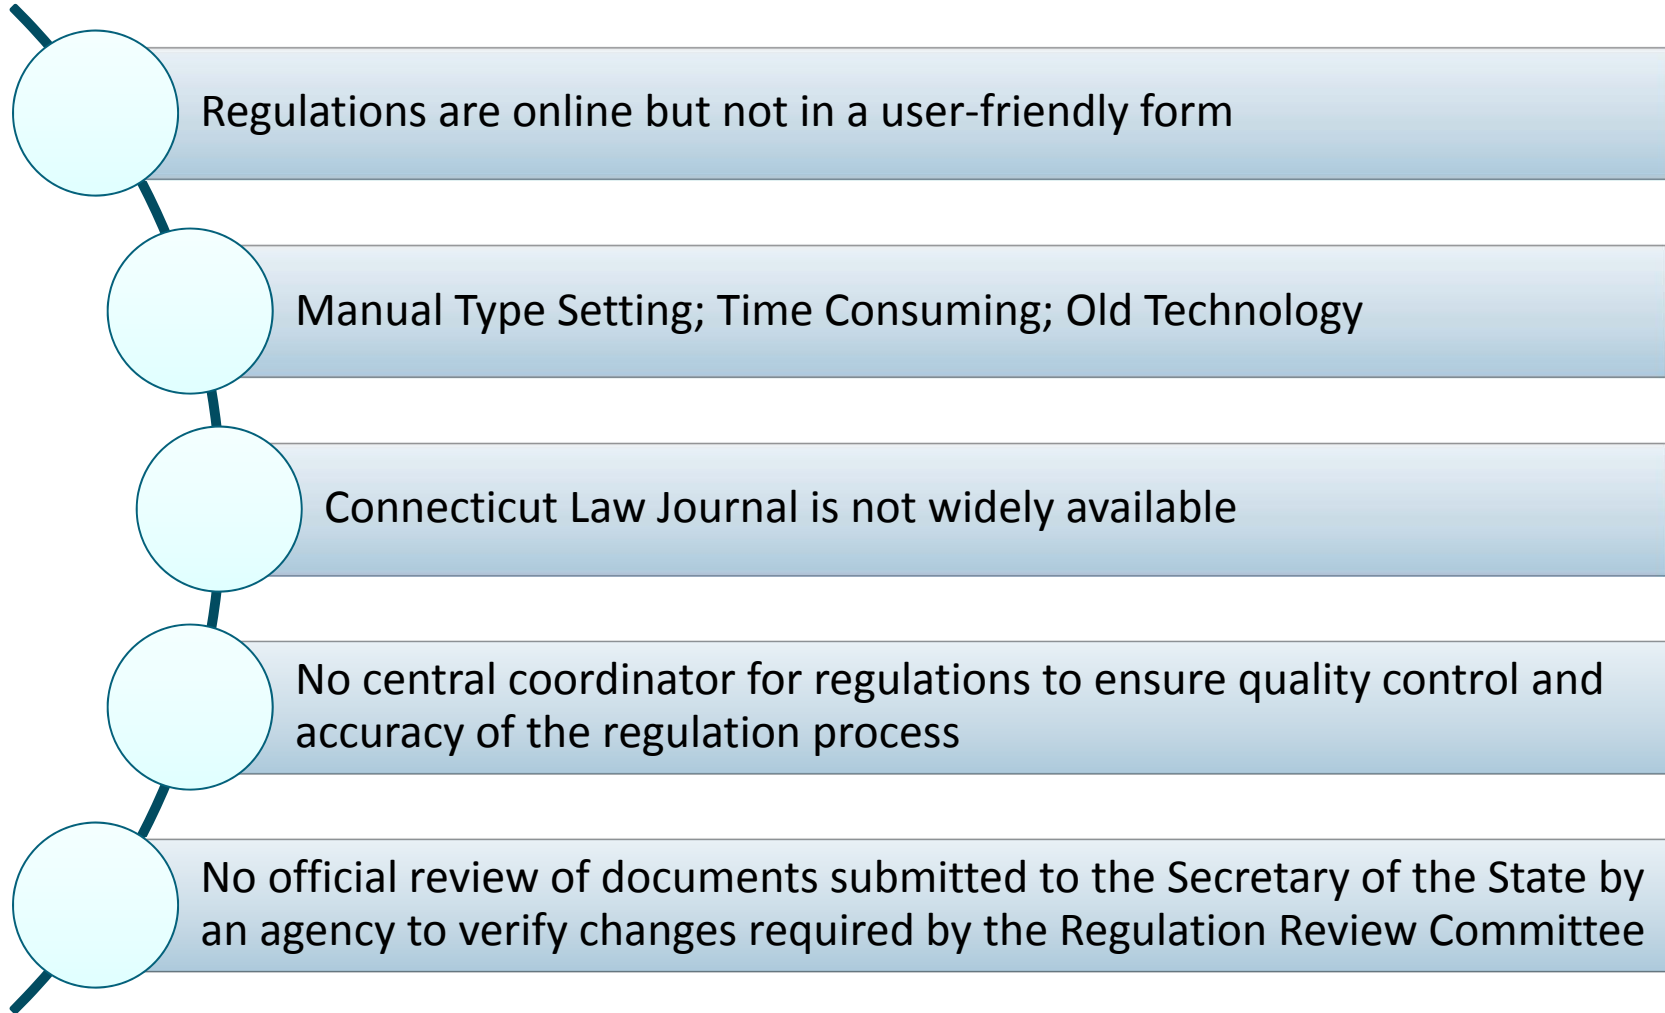 Regulations are online but not in a user-friendly form
Manual Type Setting; Time Consuming; Old Technology
Connecticut Law Journal is not widely available
No central coordinator for regulations to ensure quality control and
accuracy of the regulation process
No official review of documents submitted to the Secretary of the State by
an agency to verify changes required by the Regulation Review Committee